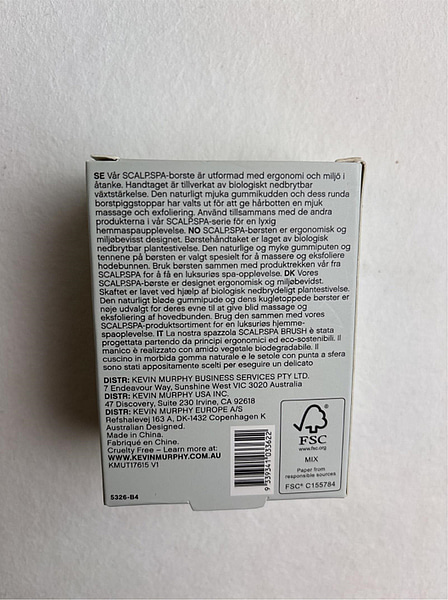 SE Vår SCALP.SPA-borste är utformad med ergonomi och miljö i
åtanke. Handtaget är tillverkat av biologiskt nedbrytbar
växtstärkelse. Den naturligt mjuka gummikudden och dess runda
borstpiggstoppar har valts ut för att ge hårbotten en mjuk
massage och exfoliering. Använd tillsammans med de andra
produkterna i vår SCALP.SPA-serie för en lyxig
hemmaspaupplevelse. NO SCALP.SPA-børsten er ergonomisk og
miljøbevisst designet. Børstehåndtaket er laget av biologisk
nedbrytbar plantestivelse. Den naturlige og myke gummiputen og
tennene på børsten er valgt spesielt for å massere og eksfoliere
hodebunnen. Bruk børsten sammen med produktrekken vår fra
SCALP.SPA for å få en luksuriøs spa-opplevelse. DK Vores
SCALP.SPA-børste er designet ergonomisk og miljøbevidst.
Skaftet er lavet ved hjælp af biologisk nedbrydeligt plantestivelse.
Den naturligt bløde gummipude og dens kugletoppede børster er
nøje udvalgt for deres evne til at give blid massage og
eksfoliering af hovedbunden. Brug den sammen med vores
SCALP.SPA-produktsortiment for en luksuriøs hjemme-
spaoplevelse. IT La nostra spazzola SCALP.SPA BRUSH è stata
progettata partendo da principi ergonomici ed eco-sostenibili. Il
manico è realizzato con amido vegetale biodegradabile. Il
cuscino in morbida gomma naturale e le setole con punta a sfera
sono stati appositamente scelti per eseguire un delicato
DISTR: KEVIN MURPHY BUSINESS SERVICES PTY LTD.
7 Endeavour Way, Sunshine West VIC 3020 Australia
DISTR: KEVIN MURPHY USA INC.
47 Discovery, Suite 230 Irvine, CA 92618
DISTR: KEVIN MURPHY EUROPE A/S
Refshalevej 163 A, DK-1432 Copenhagen K
Australian Designed.
Made in China.
Fabriqué en Chine.
Cruelty Free – Learn more at:
WWW.KEVINMURPHY.COM.AU
KMUT17615 V1
5326-B4
9 339341 033622
FSC
www.fsc.org
MIX
Paper from
responsible sources
FSC® C155784